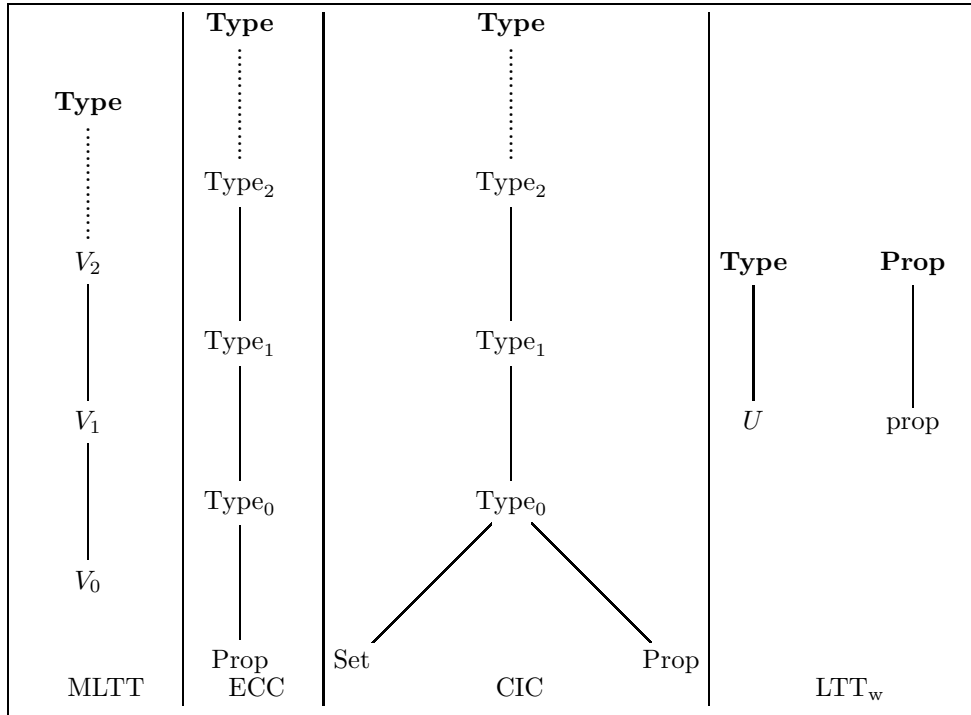 Type
V₂
V₁
V₀
MLTT
Type
Type₂
Type₁
Type₀
Prop
ECC
Type
Type₂
Type₁
Type₀
Set Prop
CIC
Type Prop
U prop
LTT_w